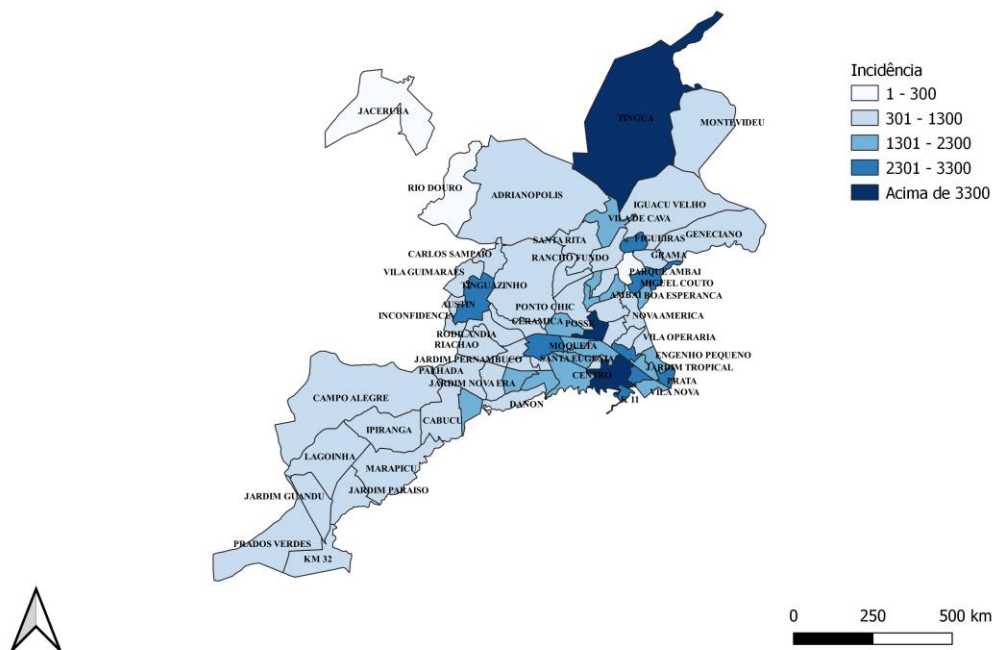 Incidência
1 - 300
301 - 1300
1301 - 2300
2301 - 3300
Acima de 3300
JACERUBA
TINGUA
MONTEVIDEU
RIO DOURO
ADRIANOPOLIS
IGUACU VELHO
VILA DE CAVA
GENECIANO
SANTA RITA
FIGUEIRAS
CARLOS SAMPAIO
RANCHO FUNDO
GRAMA
VILA GUIMARAES
PARQUE AMBAI
TINGUAZINHO
MIGUEL COUTO
AMBAI
BOA ESPERANCA
AUSTIN
PONTO CHIC
INCONFIDENCIA
CERAMICA
POSSE
NOVA AMERICA
RODILANDIA
VILA OPERARIA
RIACHAO
MOQUETA
JARDIM PERNAMBUCO
SANTA EUGENIA
ENGENHO PEQUENO
PALHADA
CENTRO
JARDIM TROPICAL
JARDIM NOVA ERA
PRATA
CAMPO ALEGRE
DANON
K 11
VILA NOVA
CABUCU
IPIRANGA
LAGOINHA
MARAPICU
JARDIM GUANDU
JARDIM PARAISO
PRADOS VERDES
KM 32
0 250 500 km